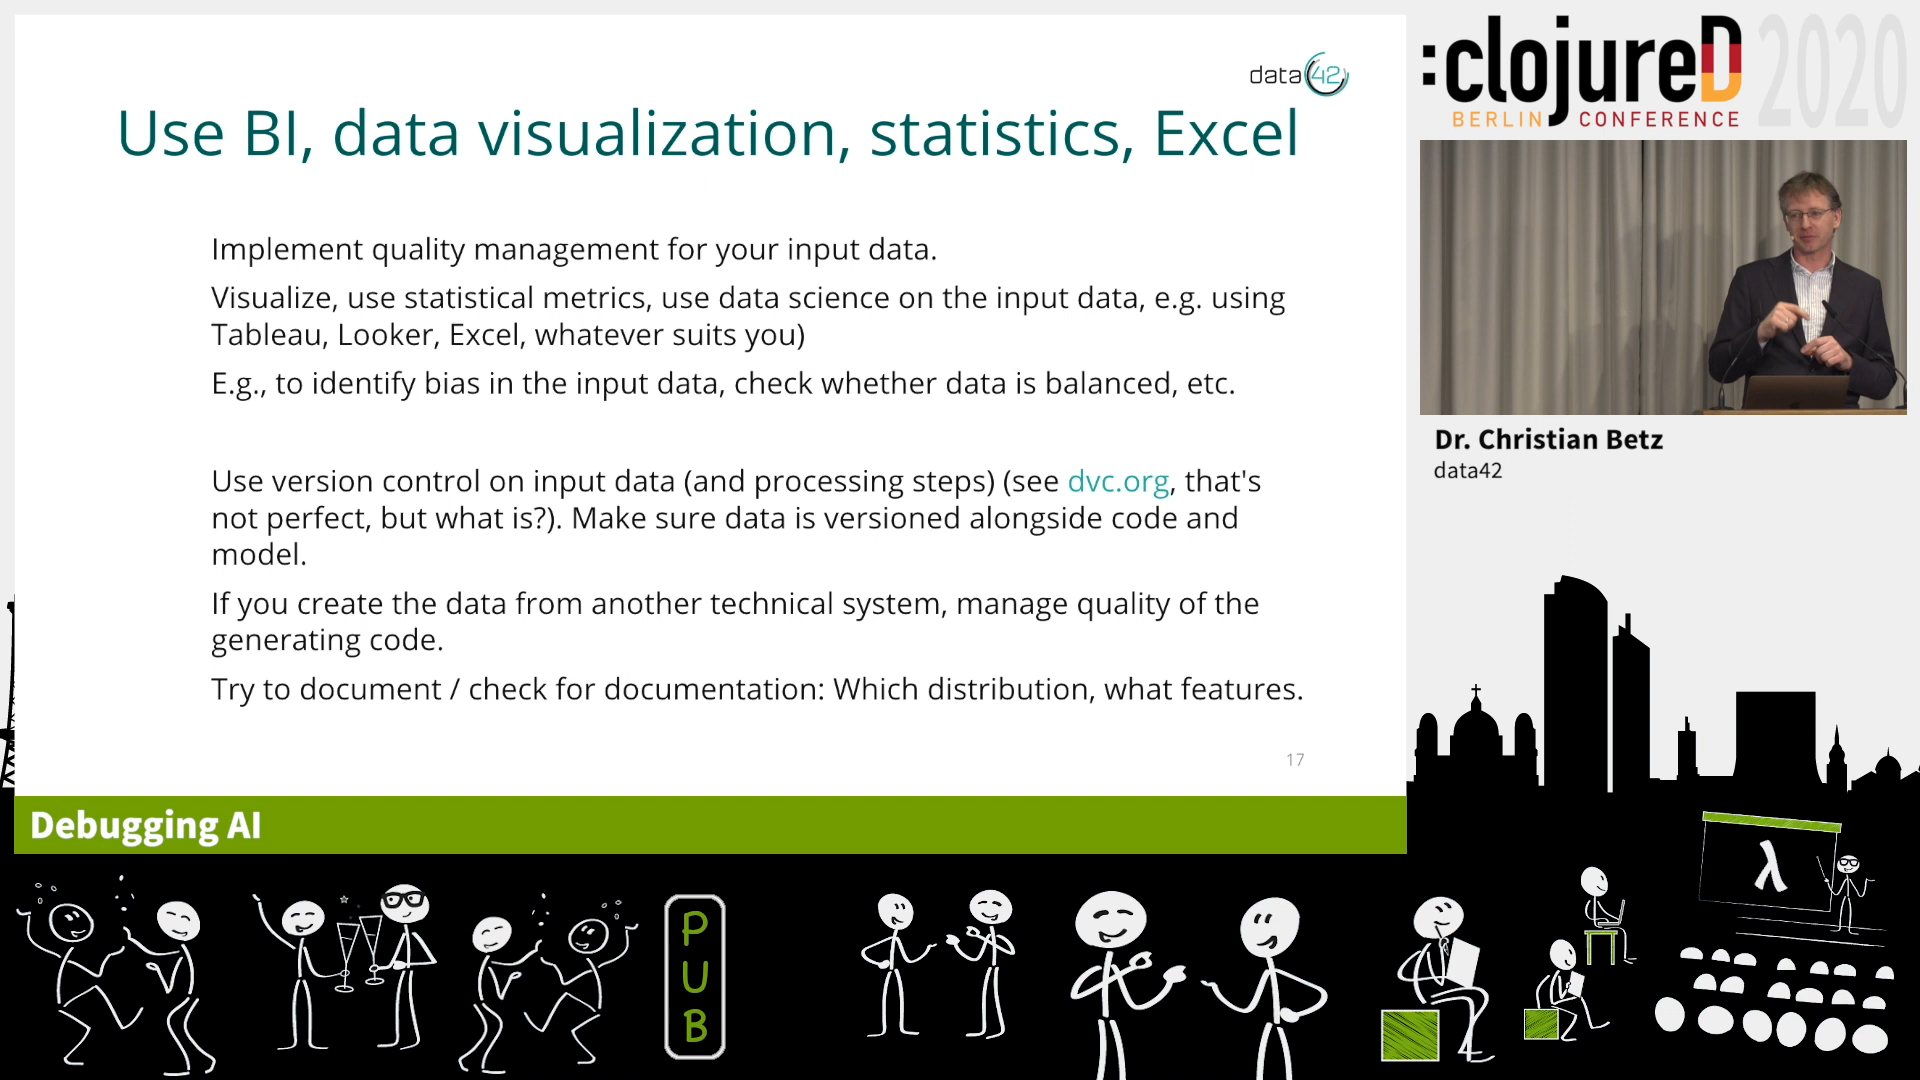 data 42
Use BI, data visualization, statistics, Excel
Implement quality management for your input data.
Visualize, use statistical metrics, use data science on the input data, e.g. using
Tableau, Looker, Excel, whatever suits you)
E.g., to identify bias in the input data, check whether data is balanced, etc.
Use version control on input data (and processing steps) (see dvc.org, that's
not perfect, but what is?). Make sure data is versioned alongside code and
model.
If you create the data from another technical system, manage quality of the
generating code.
Try to document / check for documentation: Which distribution, what features.
17
Debugging AI
:clojureD 2020
BERLIN CONFERENCE
Dr. Christian Betz
data42
λ
PUB